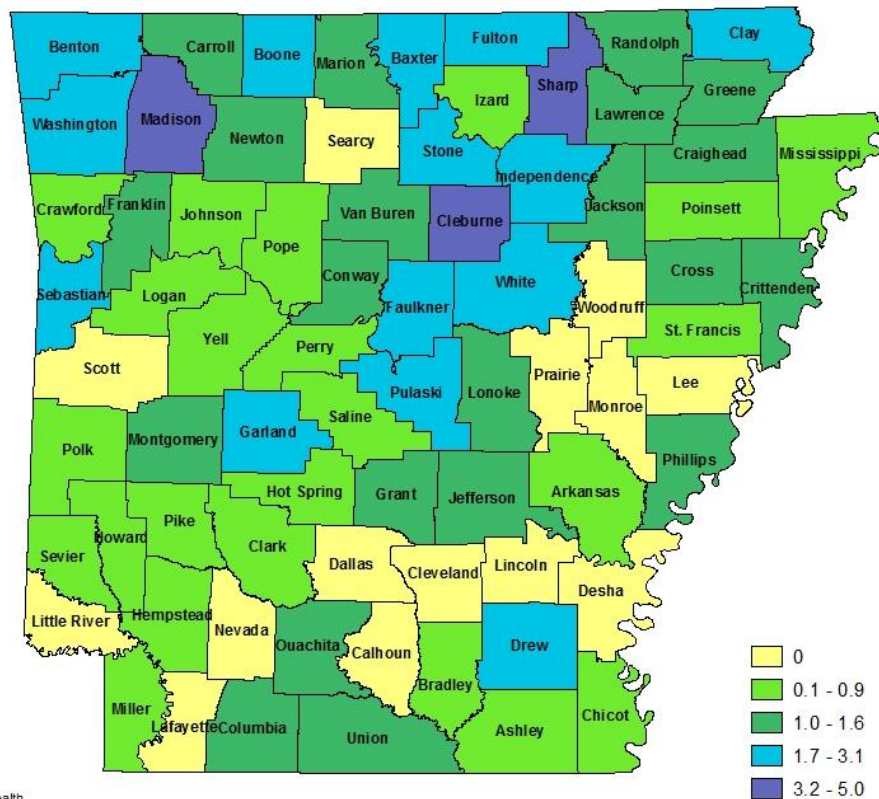 Benton
Carroll
Boone
Marion
Baxter
Fulton
Randolph
Clay
Izard
Sharp
Greene
Lawrence
Washington
Madison
Newton
Searcy
Stone
Independence
Craighead
Mississippi
Crawford
Franklin
Johnson
Pope
Van Buren
Cleburne
Jackson
Poinsett
Conway
Cross
Crittenden
Sebastian
Logan
Faulkner
White
Woodruff
St. Francis
Yell
Perry
Scott
Prairie
Lee
Pulaski
Lonoke
Monroe
Saline
Polk
Montgomery
Garland
Phillips
Hot Spring
Grant
Jefferson
Arkansas
Pike
Howard
Clark
Sevier
Dallas
Cleveland
Lincoln
Desha
Little River
Hempstead
Nevada
Ouachita
Calhoun
Drew
Bradley
Miller
Lafayette
Columbia
Union
Ashley
Chicot
0
0.1 - 0.9
1.0 - 1.6
1.7 - 3.1
3.2 - 5.0